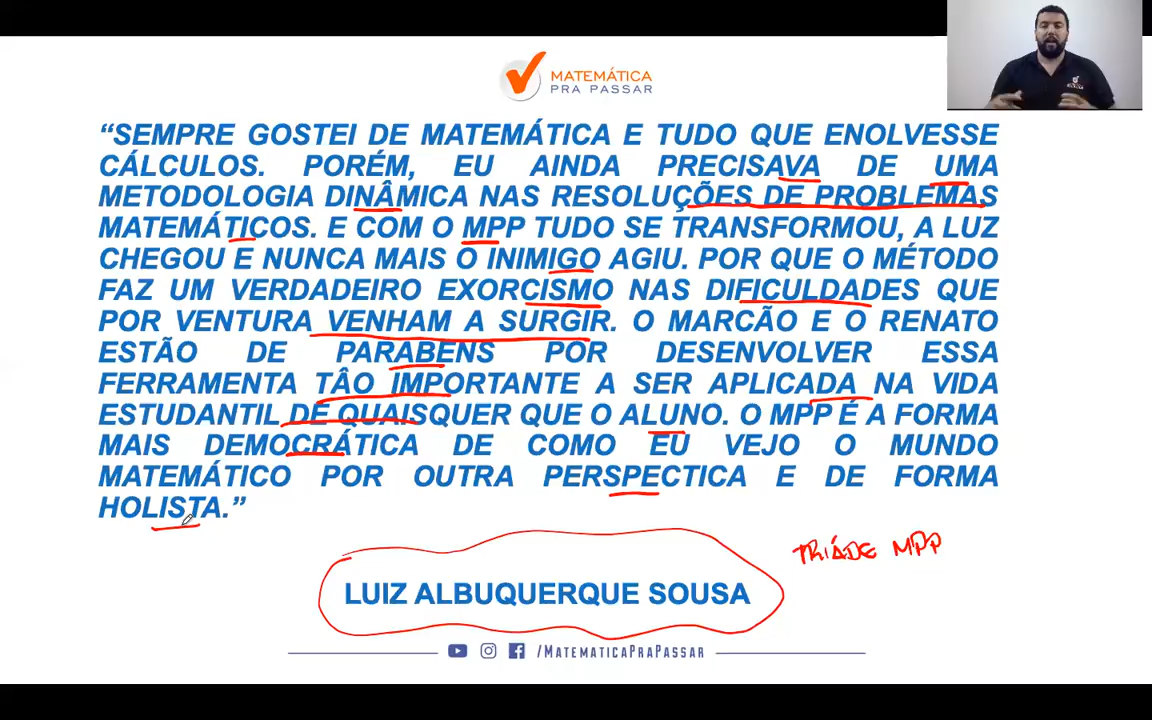 MATEMÁTICA
PRA PASSAR
“SEMPRE GOSTEI DE MATEMÁTICA E TUDO QUE ENOLVESSE
CÁLCULOS. PORÉM, EU AINDA PRECISAVA DE UMA
METODOLOGIA DINÂMICA NAS RESOLUÇÕES DE PROBLEMAS
MATEMÁTICOS. E COM O MPP TUDO SE TRANSFORMOU, A LUZ
CHEGOU E NUNCA MAIS O INIMIGO AGIU. POR QUE O MÉTODO
FAZ UM VERDADEIRO EXORCISMO NAS DIFICULDADES QUE
POR VENTURA VENHAM A SURGIR. O MARCÃO E O RENATO
ESTÃO DE PARABENS POR DESENVOLVER ESSA
FERRAMENTA TÂO IMPORTANTE A SER APLICADA NA VIDA
ESTUDANTIL DE QUAISQUER QUE O ALUNO. O MPP É A FORMA
MAIS DEMOCRÁTICA DE COMO EU VEJO O MUNDO
MATEMÁTICO POR OUTRA PERSPECTICA E DE FORMA
HOLISTA.”
TRIÁDE MPP
LUIZ ALBUQUERQUE SOUSA
/MATEMATICAPRAPASSAR